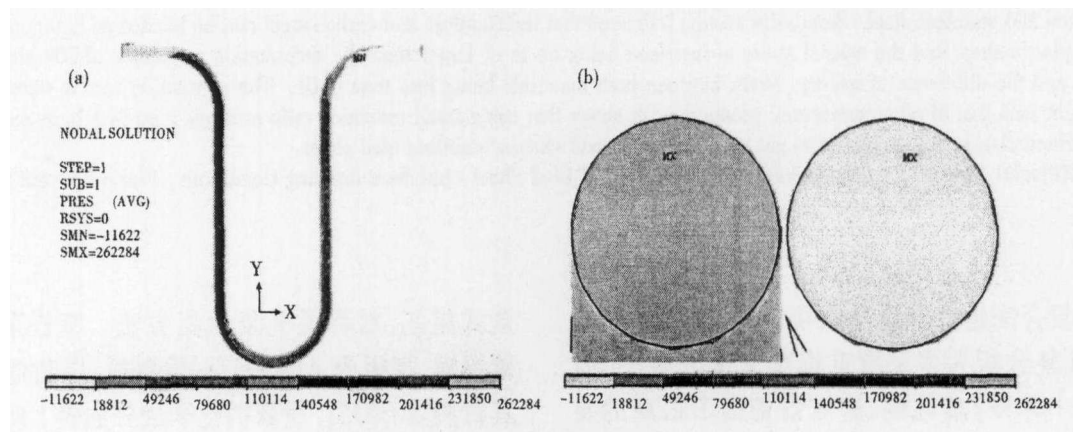 (a)
MN
NODAL SOLUTION
STEP=1
SUB=1
PRES (AVG)
RSYS=0
SMN=-11622
SMX=262284
Y
X
-11622 18812 49246 79680 110114 140548 170982 201416 231850 262284
(b)
MX
MX
-11622 18812 49246 79680 110114 140548 170982 201416 231850 262284